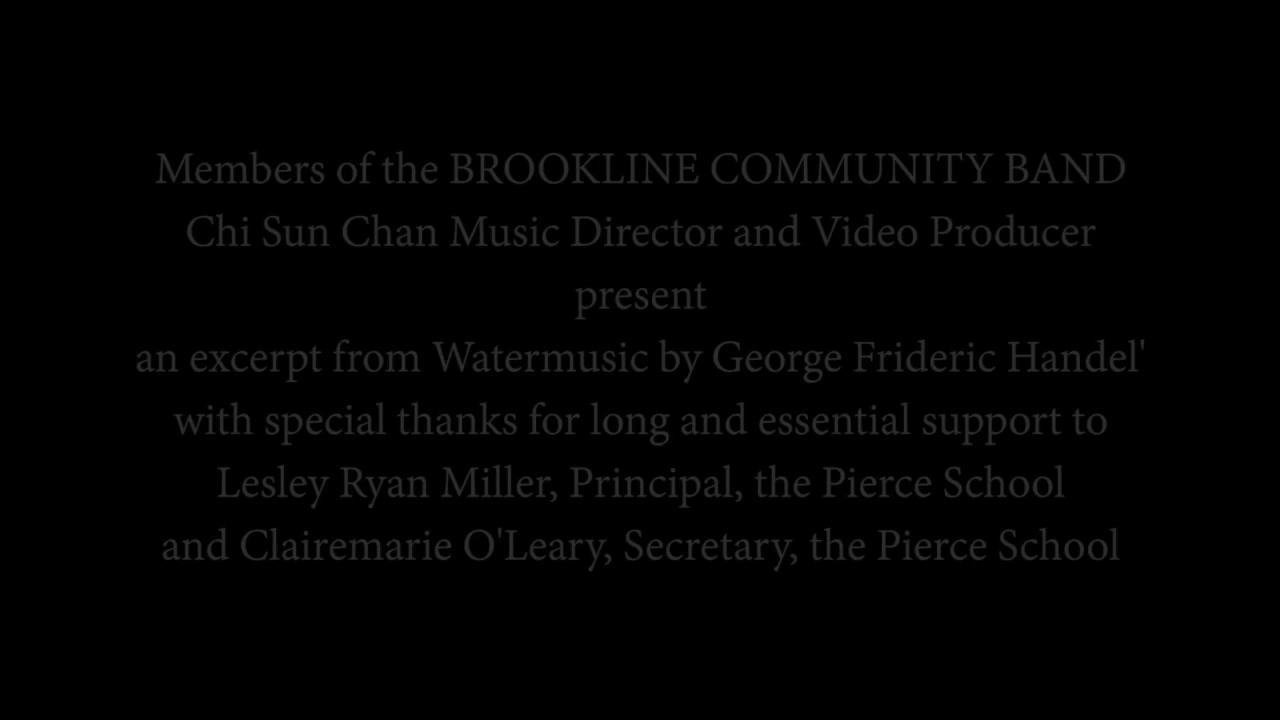 Members of the BROOKLINE COMMUNITY BAND
Chi Sun Chan Music Director and Video Producer
present
an excerpt from Watermusic by George Frideric Handel'
with special thanks for long and essential support to
Lesley Ryan Miller, Principal, the Pierce School
and Clairemarie O'Leary, Secretary, the Pierce School